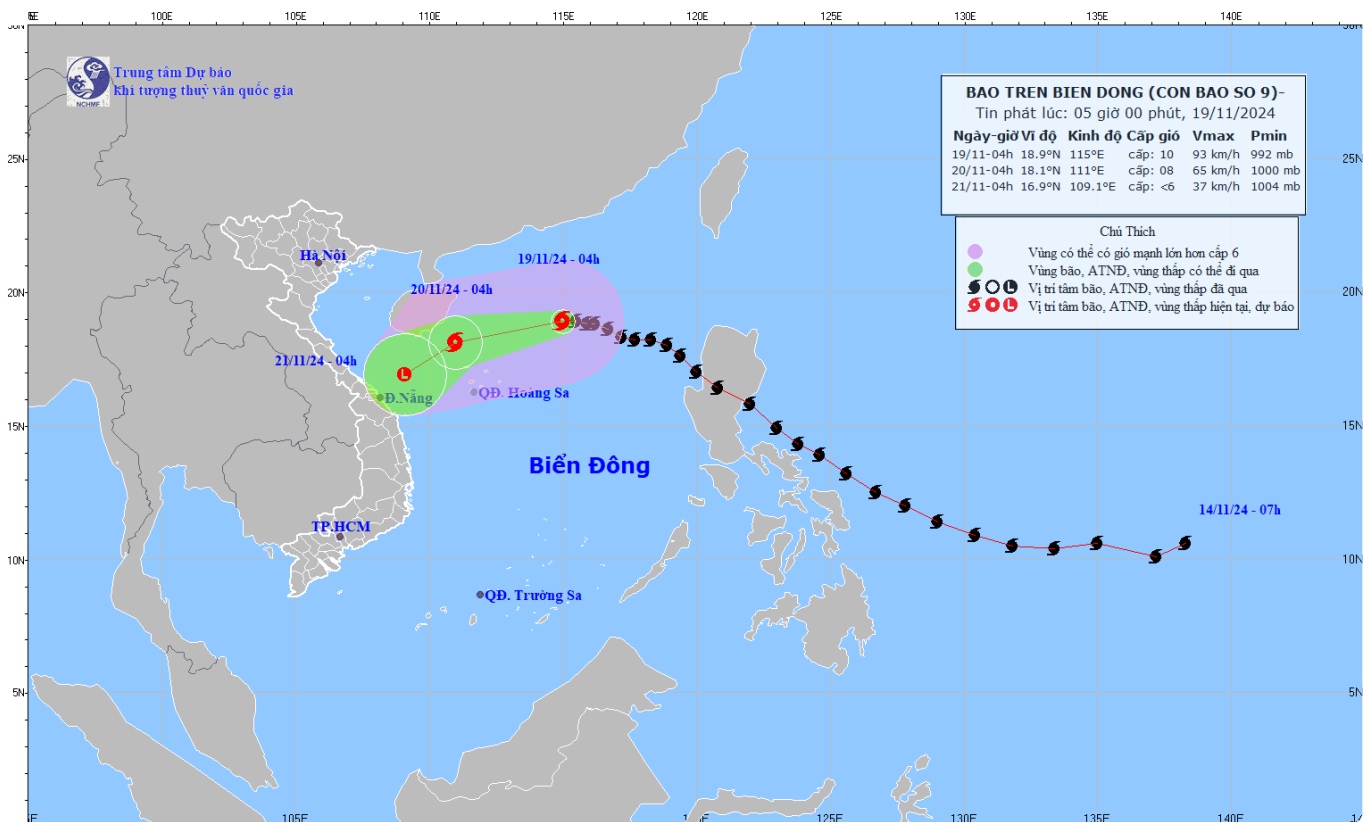 100E 105E 110E 115E 120E 125E 130E 135E 140E
Trung tâm Dự báo
khí tượng thuỷ văn quốc gia
NCHMF
BAO TREN BIEN DONG (CON BAO SO 9)-
Tin phát lúc: 05 giờ 00 phút, 19/11/2024
Ngày-giờ Vĩ độ Kinh độ Cấp gió Vmax Pmin
19/11-04h 18.9°N 115°E cấp: 10 93 km/h 992 mb
20/11-04h 18.1°N 111°E cấp: 08 65 km/h 1000 mb
21/11-04h 16.9°N 109.1°E cấp: <6 37 km/h 1004 mb
Chú Thích
Vùng có thể có gió mạnh lớn hơn cấp 6
Vùng bão, ATNĐ, vùng thấp có thể đi qua
L Vị trí tâm bão, ATNĐ, vùng thấp đã qua
L Vị trí tâm bão, ATNĐ, vùng thấp hiện tại, dự báo
25N 25N
Hà Nội
19/11/24 - 04h
20N 20/11/24 - 04h 20N
21/11/24 - 04h
L
Đ.Nẵng
QĐ. Hoàng Sa
15N 15N
Biển Đông
14/11/24 - 07h
TP.HCM
10N 10N
QĐ. Trường Sa
5N 5N
105E 115E 125E 130E 135E 140E